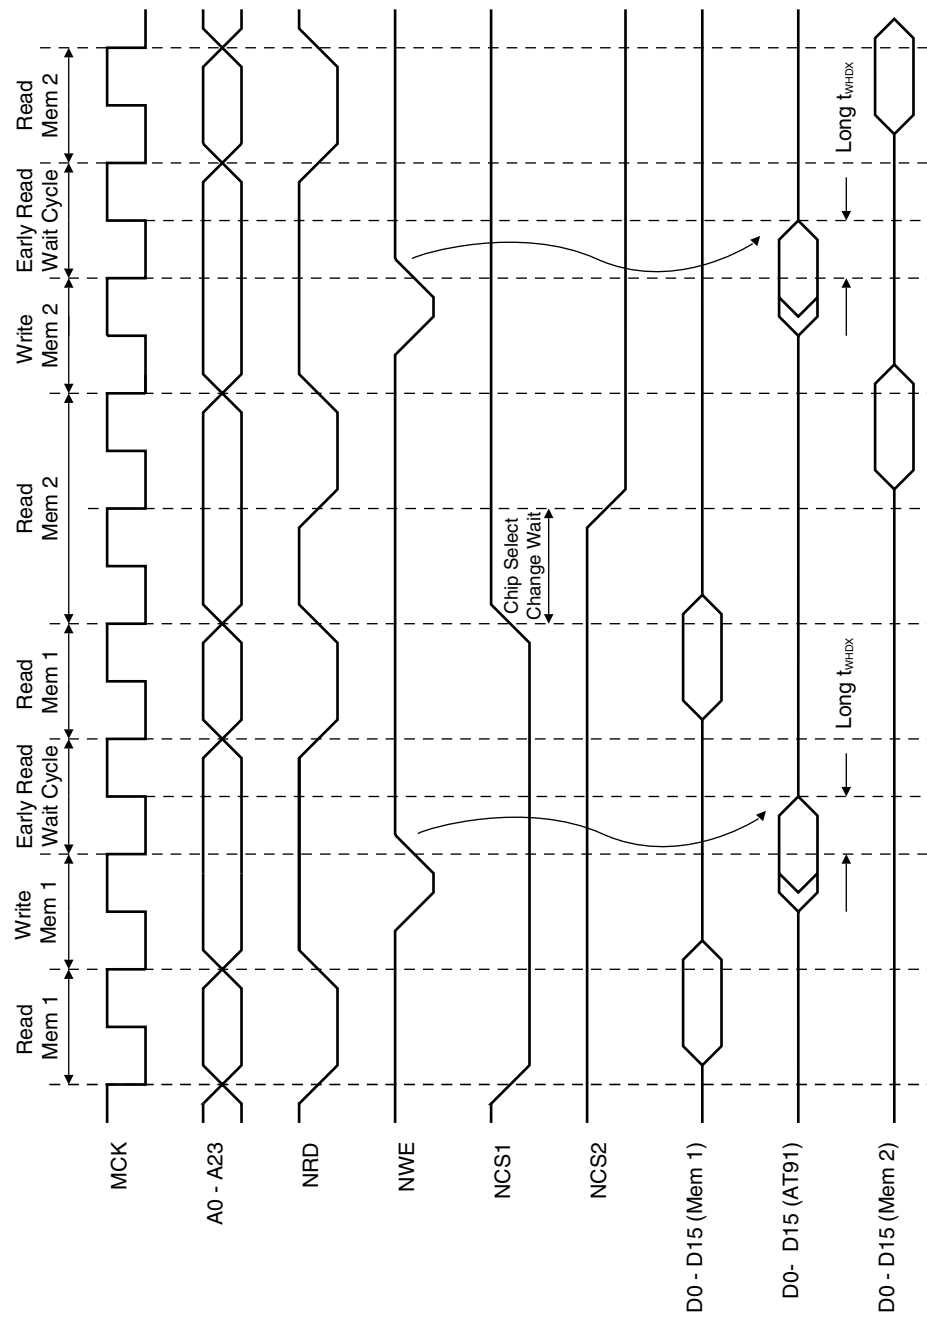 Read
Mem 1
Write
Mem 1
Early Read
Wait Cycle
Read
Mem 1
Read
Mem 2
Write
Mem 2
Early Read
Wait Cycle
Read
Mem 2
MCK
A0 - A23
NRD
NWE
NCS1
Chip Select
Change Wait
NCS2
D0 - D15 (Mem 1)
D0- D15 (AT91)
Long tWHDX
Long tWHDX
D0 - D15 (Mem 2)